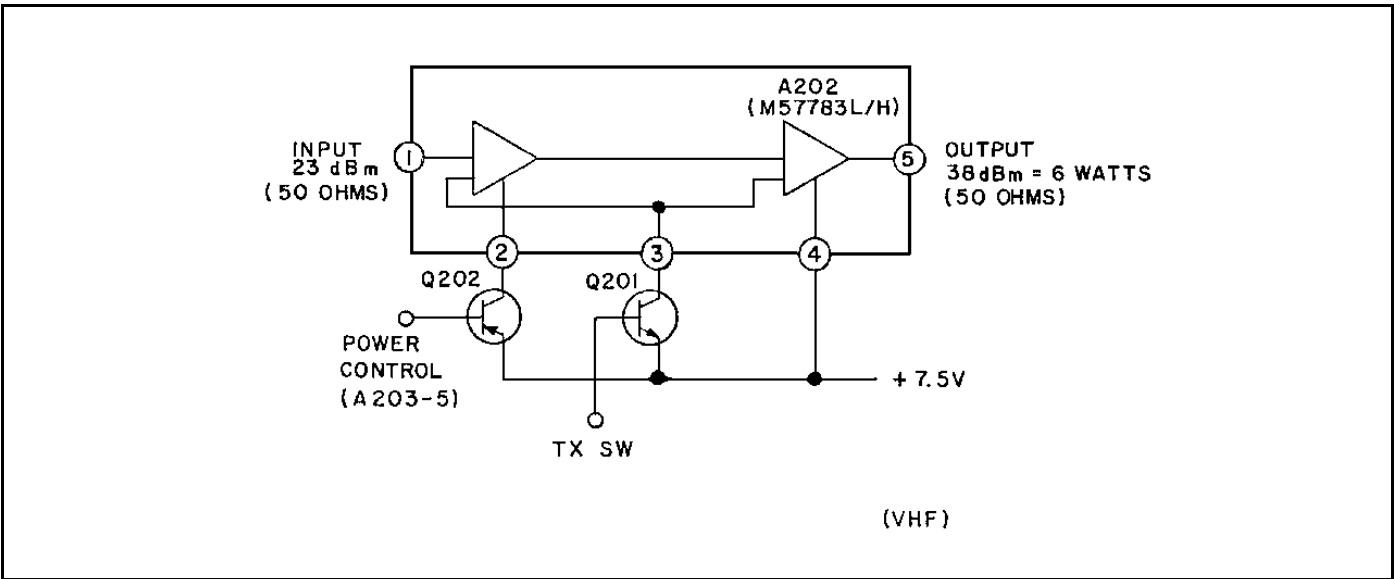 A202
(M57783L/H)
INPUT
23 dBm
(50 OHMS)
1
5
OUTPUT
38dBm = 6 WATTS
(50 OHMS)
2
3
4
Q202
Q201
POWER
CONTROL
(A203-5)
+ 7.5V
TX SW
(VHF)